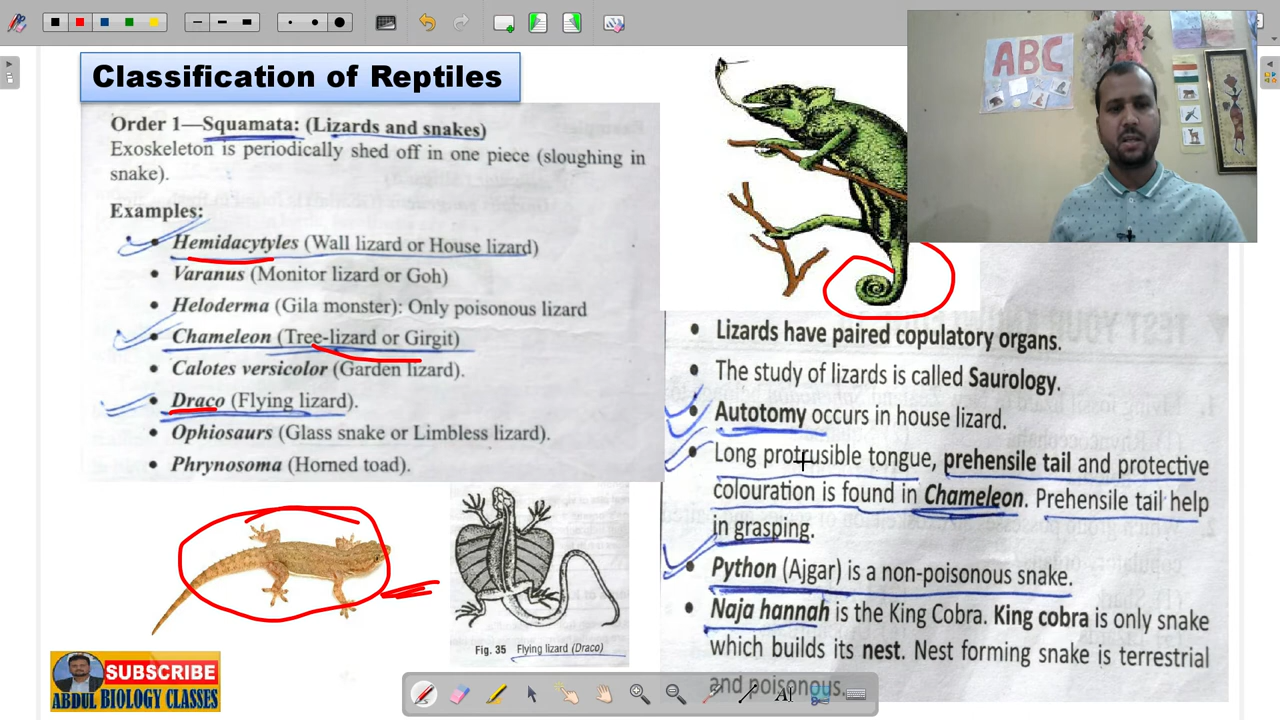 Classification of Reptiles
Order 1—Squamata: (Lizards and snakes)
Exoskeleton is periodically shed off in one piece (sloughing in
snake).
Examples:
• Hemidacytyles (Wall lizard or House lizard)
• Varanus (Monitor lizard or Goh)
• Heloderma (Gila monster): Only poisonous lizard
• Chameleon (Tree-lizard or Girgit)
• Calotes versicolor (Garden lizard).
• Draco (Flying lizard).
• Ophiosaurs (Glass snake or Limbless lizard).
• Phrynosoma (Horned toad).
Fig. 35 Flying lizard (Draco)
SUBSCRIBE
ABDUL BIOLOGY CLASSES
ABC
• Lizards have paired copulatory organs.
• The study of lizards is called Saurology.
• Autotomy occurs in house lizard.
• Long protrusible tongue, prehensile tail and protective
colouration is found in Chameleon. Prehensile tail help
in grasping.
• Python (Ajgar) is a non-poisonous snake.
• Naja hannah is the King Cobra. King cobra is only snake
which builds its nest. Nest forming snake is terrestrial
and poisonous.
AI